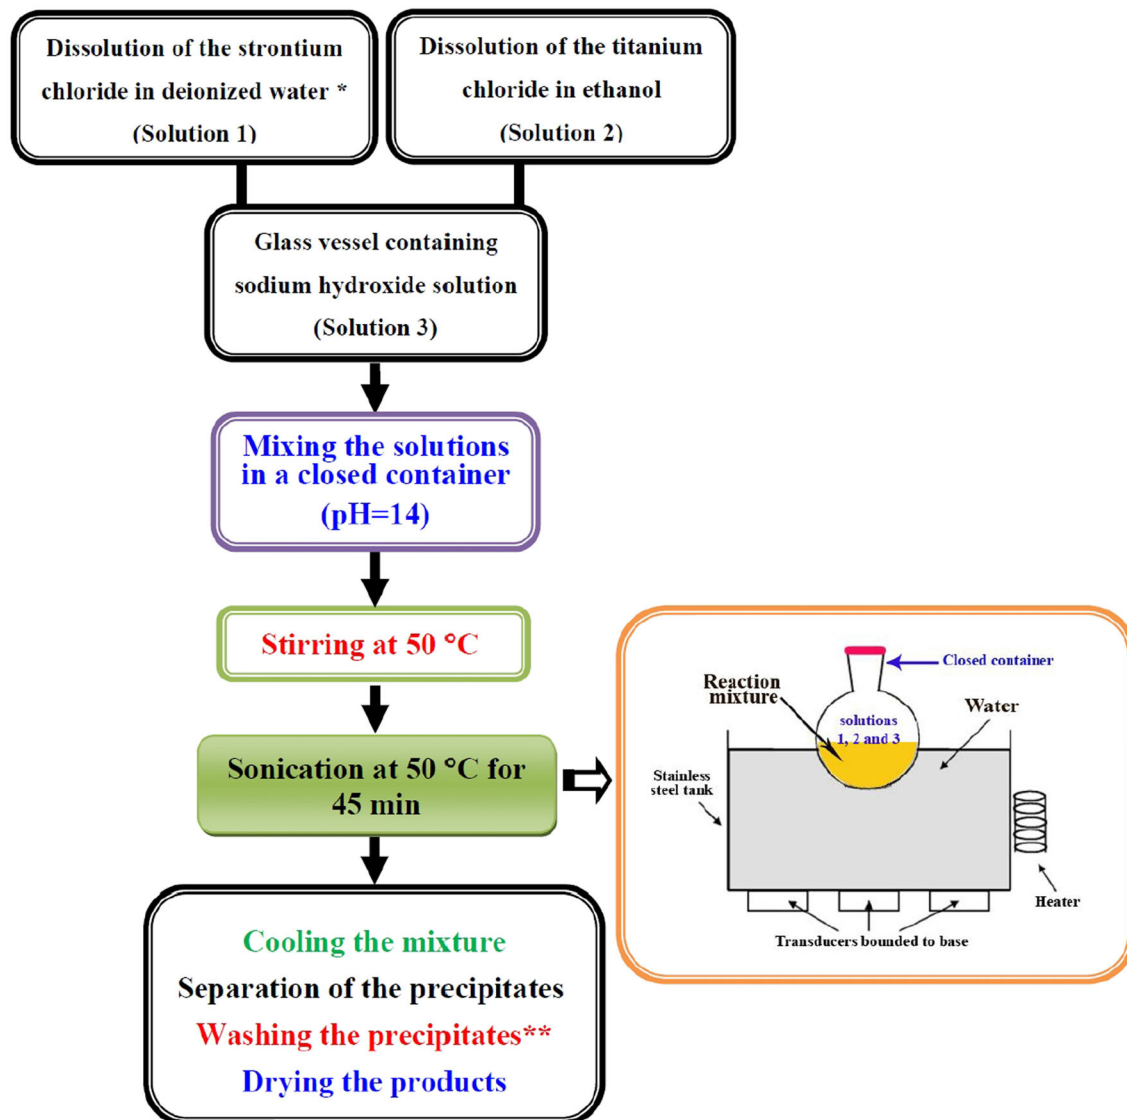 Dissolution of the strontium
chloride in deionized water *
(Solution 1)
Dissolution of the titanium
chloride in ethanol
(Solution 2)
Glass vessel containing
sodium hydroxide solution
(Solution 3)
Mixing the solutions
in a closed container
(pH=14)
Stirring at 50 °C
Sonication at 50 °C for
45 min
Closed container
Reaction
mixture
solutions
1, 2 and 3
Water
Stainless
steel tank
Heater
Transducers bounded to base
Cooling the mixture
Separation of the precipitates
Washing the precipitates**
Drying the products